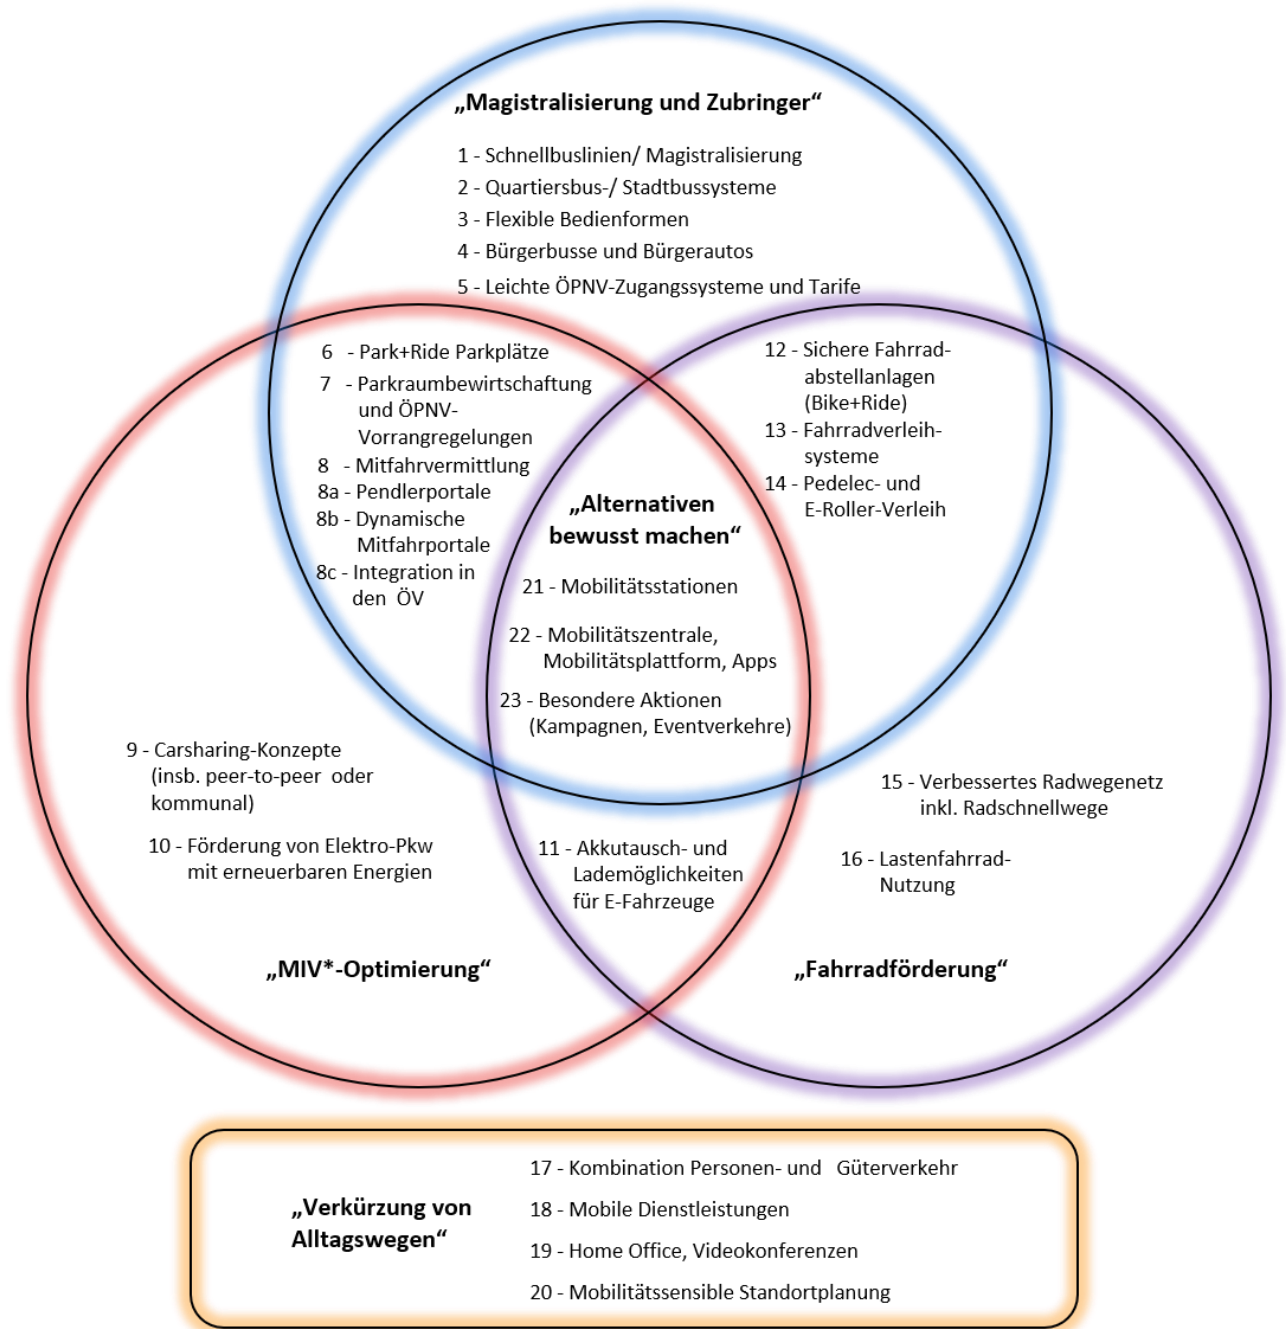 „Magistralisierung und Zubringer“
1 - Schnellbuslinien/ Magistralisierung
2 - Quartiersbus-/ Stadtbussysteme
3 - Flexible Bedienformen
4 - Bürgerbusse und Bürgerautos
5 - Leichte ÖPNV-Zugangssysteme und Tarife
6 - Park+Ride Parkplätze
7 - Parkraumbewirtschaftung
und ÖPNV-
Vorrangregelungen
8 - Mitfahrvermittlung
8a - Pendlerportale
8b - Dynamische
Mitfahrportale
8c - Integration in
den ÖV
12 - Sichere Fahrrad-
abstellanlagen
(Bike+Ride)
13 - Fahrradverleih-
systeme
14 - Pedelec- und
E-Roller-Verleih
„Alternativen
bewusst machen“
21 - Mobilitätsstationen
22 - Mobilitätszentrale,
Mobilitätsplattform, Apps
23 - Besondere Aktionen
(Kampagnen, Eventverkehre)
9 - Carsharing-Konzepte
(insb. peer-to-peer oder
kommunal)
10 - Förderung von Elektro-Pkw
mit erneuerbaren Energien
11 - Akkutausch- und
Lademöglichkeiten
für E-Fahrzeuge
15 - Verbessertes Radwegenetz
inkl. Radschnellwege
16 - Lastenfahrrad-
Nutzung
„MIV*-Optimierung“
„Fahrradförderung“
„Verkürzung von
Alltagswegen“
17 - Kombination Personen- und Güterverkehr
18 - Mobile Dienstleistungen
19 - Home Office, Videokonferenzen
20 - Mobilitätssensible Standortplanung